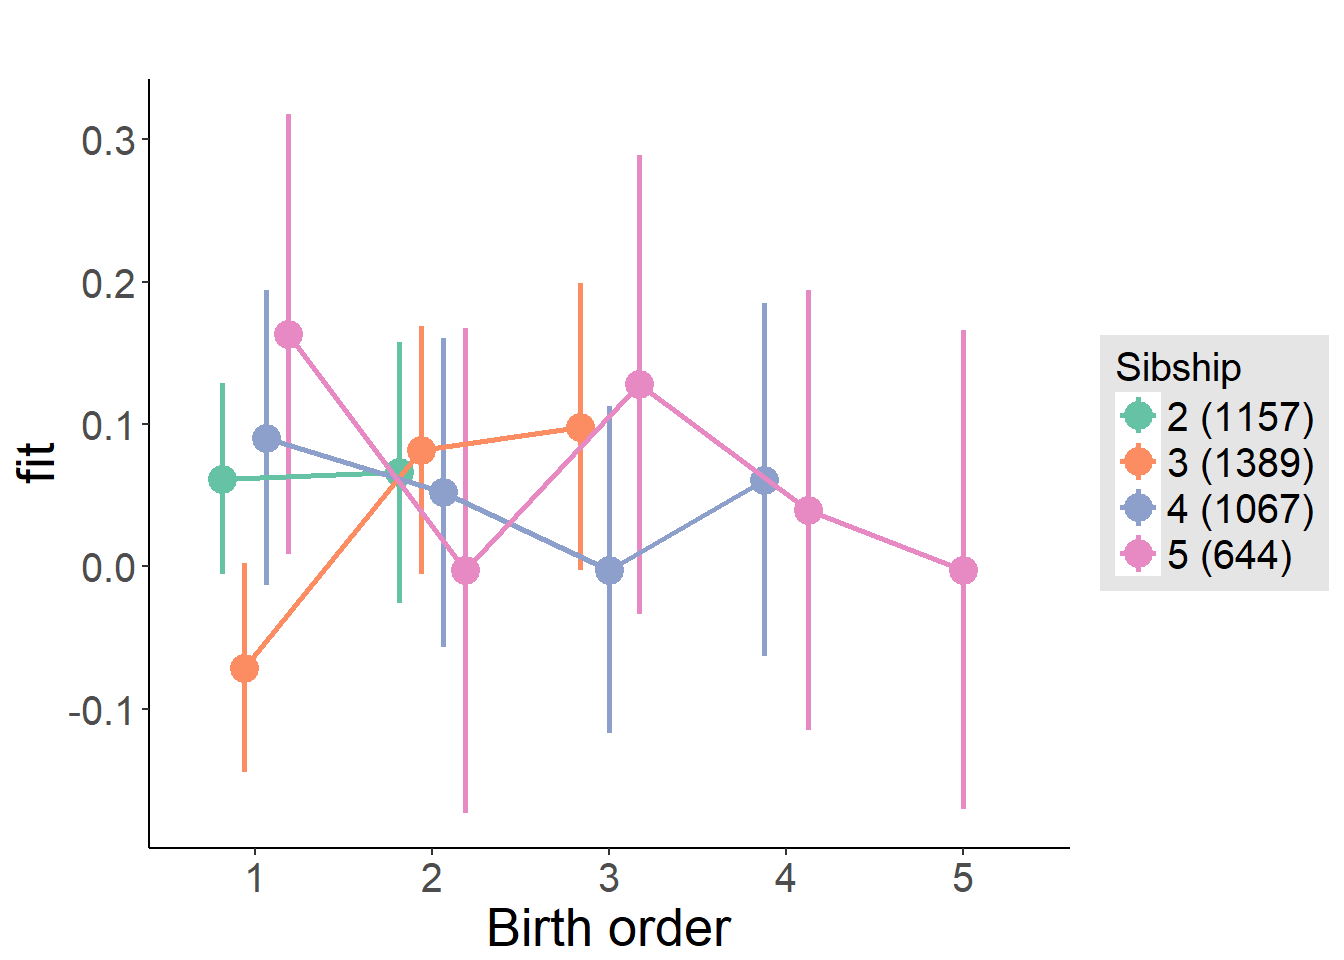 0.3
0.2
0.1
0.0
-0.1
fit
1 2 3 4 5
Birth order
Sibship
2 (1157)
3 (1389)
4 (1067)
5 (644)